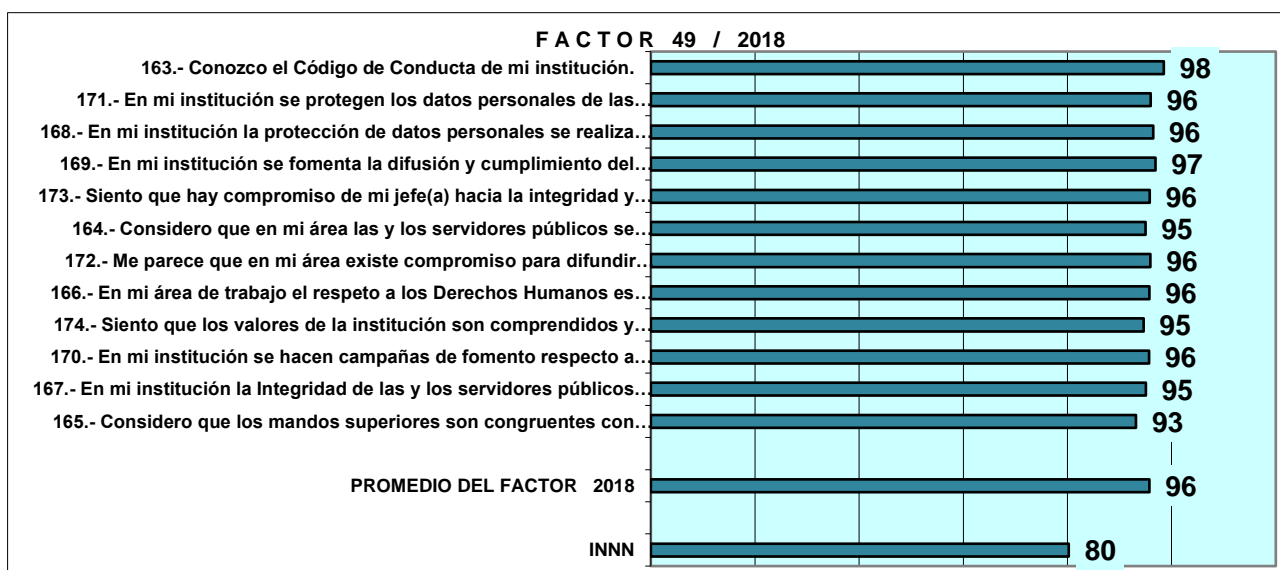 F A C T O R 49 / 2018
163.- Conozco el Código de Conducta de mi institución. 98
171.- En mi institución se protegen los datos personales de las… 96
168.- En mi institución la protección de datos personales se realiza… 96
169.- En mi institución se fomenta la difusión y cumplimiento del… 97
173.- Siento que hay compromiso de mi jefe(a) hacia la integridad y… 96
164.- Considero que en mi área las y los servidores públicos se… 95
172.- Me parece que en mi área existe compromiso para difundir… 96
166.- En mi área de trabajo el respeto a los Derechos Humanos es… 96
174.- Siento que los valores de la institución son comprendidos y… 95
170.- En mi institución se hacen campañas de fomento respecto a… 96
167.- En mi institución la Integridad de las y los servidores públicos… 95
165.- Considero que los mandos superiores son congruentes con… 93
PROMEDIO DEL FACTOR 2018 96
INNN 80